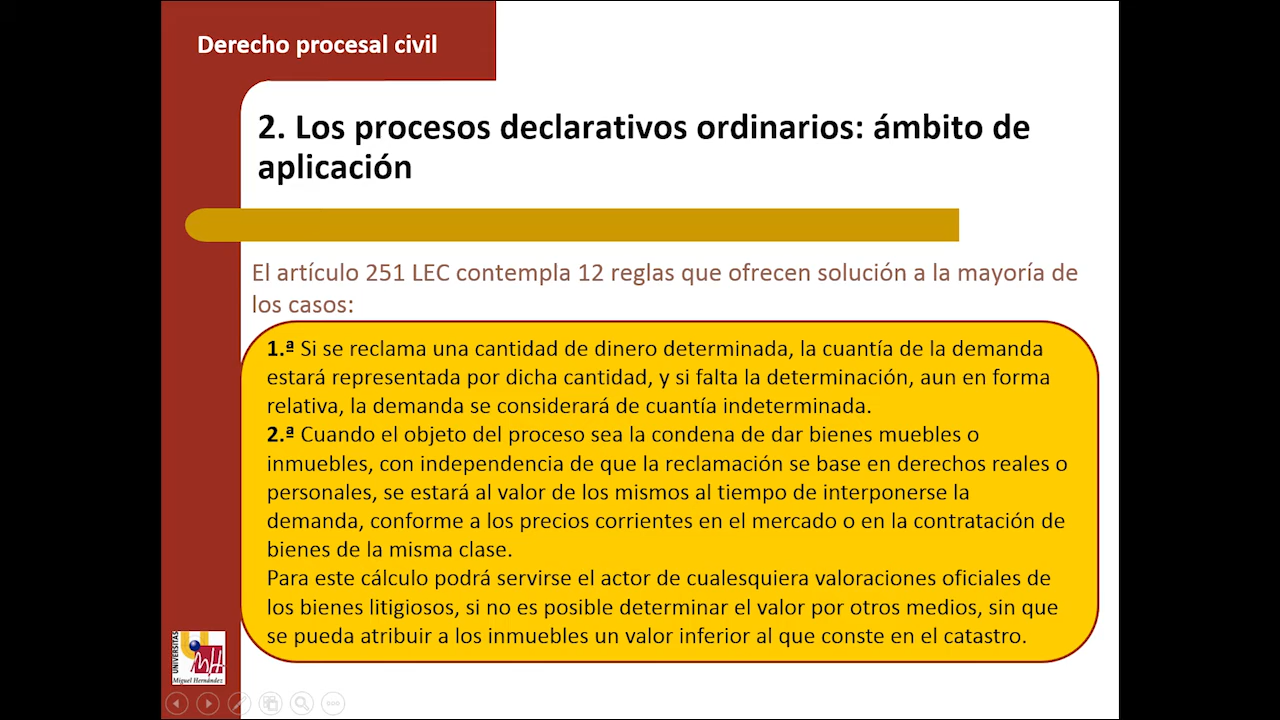 Derecho procesal civil
2. Los procesos declarativos ordinarios: ámbito de
aplicación
El artículo 251 LEC contempla 12 reglas que ofrecen solución a la mayoría de
los casos:
1.ª Si se reclama una cantidad de dinero determinada, la cuantía de la demanda
estará representada por dicha cantidad, y si falta la determinación, aun en forma
relativa, la demanda se considerará de cuantía indeterminada.
2.ª Cuando el objeto del proceso sea la condena de dar bienes muebles o
inmuebles, con independencia de que la reclamación se base en derechos reales o
personales, se estará al valor de los mismos al tiempo de interponerse la
demanda, conforme a los precios corrientes en el mercado o en la contratación de
bienes de la misma clase.
Para este cálculo podrá servirse el actor de cualesquiera valoraciones oficiales de
los bienes litigiosos, si no es posible determinar el valor por otros medios, sin que
se pueda atribuir a los inmuebles un valor inferior al que conste en el catastro.
UNIVERSITAS
Miguel Hernández